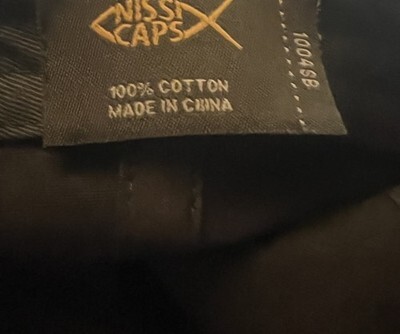 NISSI
CAPS
100% COTTON
MADE IN CHINA
1004SB